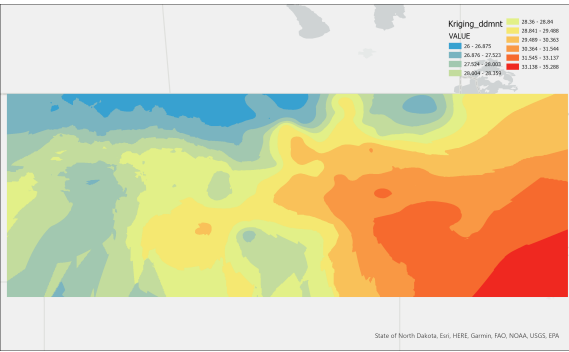 Kriging_ddmnt
VALUE
26 - 26.875
26.876 - 27.523
27.524 - 28.003
28.004 - 28.359
28.36 - 28.84
28.841 - 29.488
29.489 - 30.363
30.364 - 31.544
31.545 - 33.137
33.138 - 35.288
State of North Dakota, Esri, HERE, Garmin, FAO, NOAA, USGS, EPA